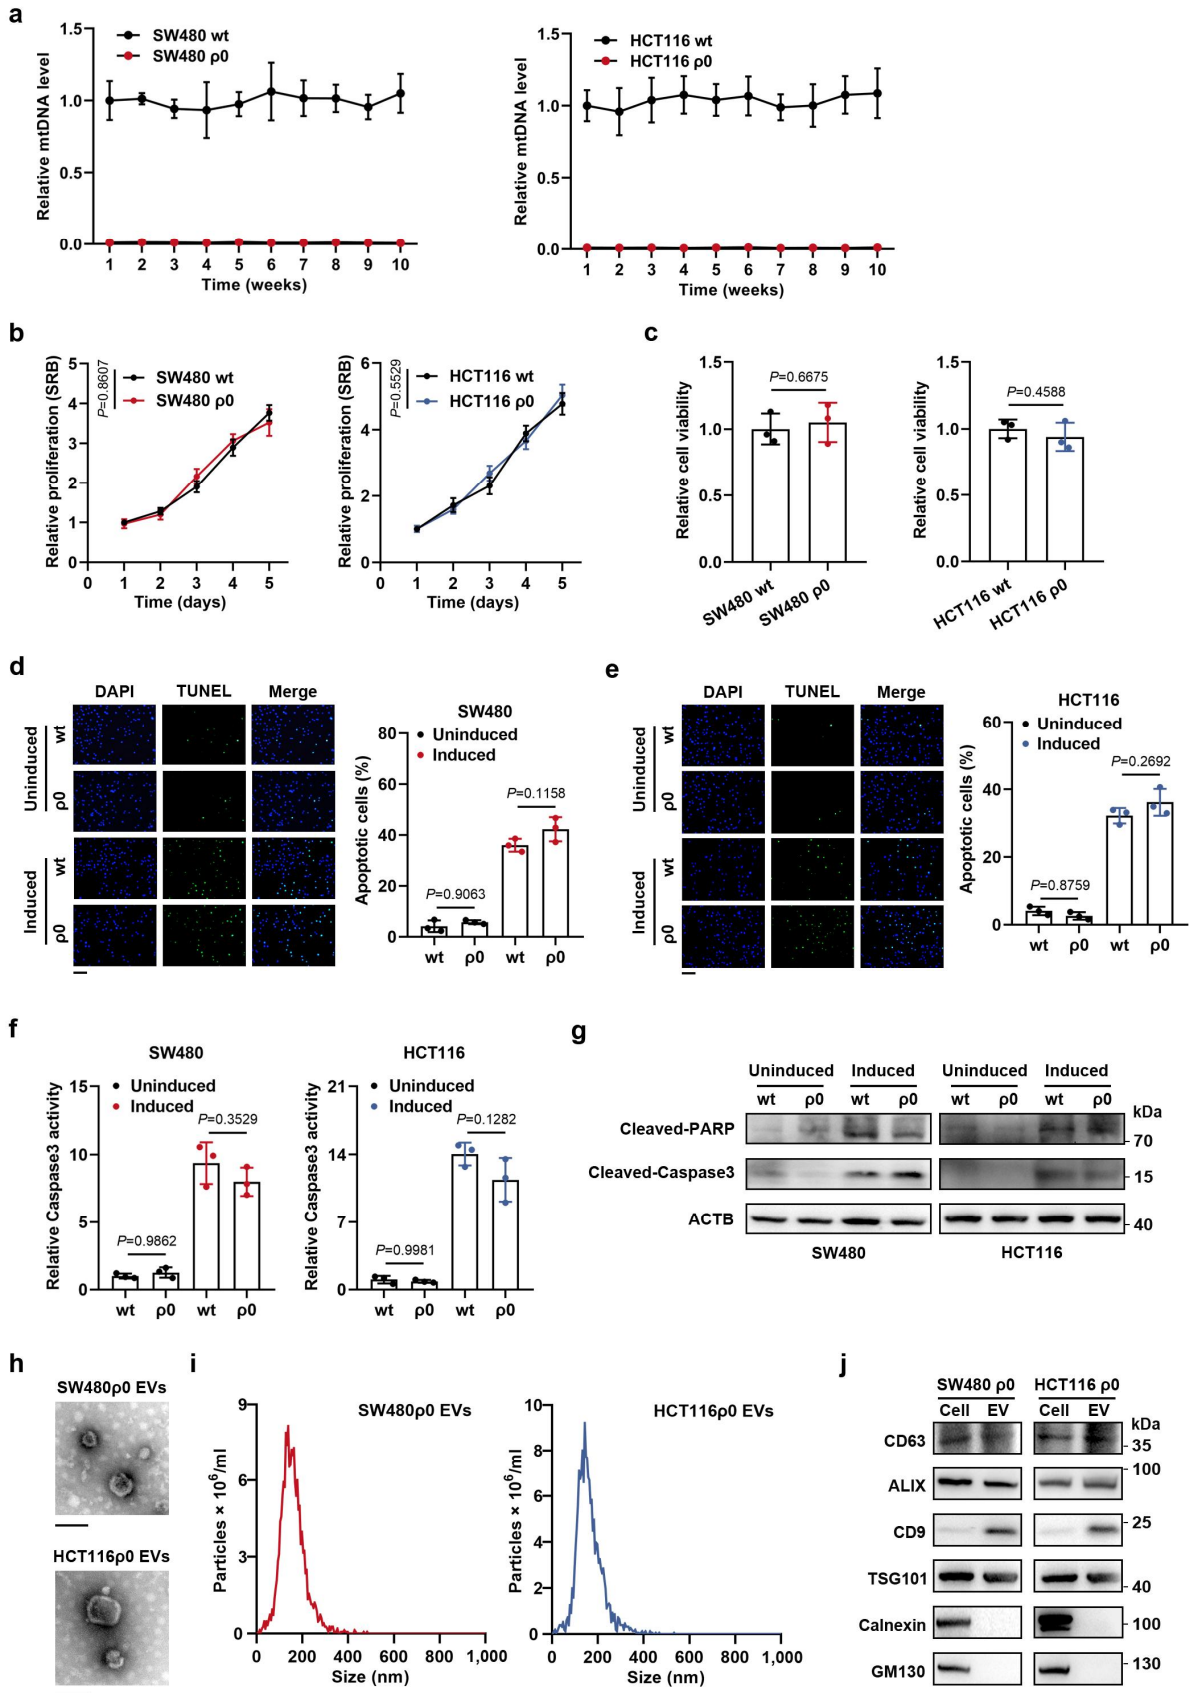 a
1.5
1.0
0.5
0.0
Relative mtDNA level
SW480 wt
SW480 ρ0
1 2 3 4 5 6 7 8 9 10
Time (weeks)
1.5
1.0
0.5
0.0
Relative mtDNA level
HCT116 wt
HCT116 ρ0
1 2 3 4 5 6 7 8 9 10
Time (weeks)
b
Relative proliferation (SRB)
5
4
3
2
1
0
P=0.8607
SW480 wt
SW480 ρ0
0 1 2 3 4 5
Time (days)
Relative proliferation (SRB)
6
4
2
0
P=0.5529
HCT116 wt
HCT116 ρ0
0 1 2 3 4 5
Time (days)
c
Relative cell viability
1.5
1.0
0.5
0.0
P=0.6675
SW480 wt
SW480 ρ0
Relative cell viability
1.5
1.0
0.5
0.0
P=0.4588
HCT116 wt
HCT116 ρ0
d
DAPI TUNEL Merge
Uninduced
wt
ρ0
Induced
wt
ρ0
SW480
Uninduced
Induced
Apoptotic cells (%)
80
60
40
20
0
P=0.9063
P=0.1158
wt ρ0 wt ρ0
e
DAPI TUNEL Merge
Uninduced
wt
ρ0
Induced
wt
ρ0
HCT116
Uninduced
Induced
Apoptotic cells (%)
60
40
20
0
P=0.8759
P=0.2692
wt ρ0 wt ρ0
f
SW480
Uninduced
Induced
Relative Caspase3 activity
15
10
5
0
P=0.9862
P=0.3529
wt ρ0 wt ρ0
HCT116
Uninduced
Induced
Relative Caspase3 activity
21
14
7
0
P=0.9981
P=0.1282
wt ρ0 wt ρ0
g
Uninduced Induced Uninduced Induced
wt ρ0 wt ρ0 wt ρ0 wt ρ0
kDa
Cleaved-PARP
70
Cleaved-Caspase3
15
ACTB
40
SW480 HCT116
h
SW480ρ0 EVs
HCT116ρ0 EVs
i
SW480ρ0 EVs
Particles × 10⁶/ml
9
6
3
0
0 200 400 600 800 1,000
Size (nm)
HCT116ρ0 EVs
Particles × 10⁶/ml
10
8
6
4
2
0
0 200 400 600 800 1,000
Size (nm)
j
SW480 ρ0 HCT116 ρ0
Cell EV Cell EV
kDa
CD63
35
ALIX
100
CD9
25
TSG101
40
Calnexin
100
GM130
130